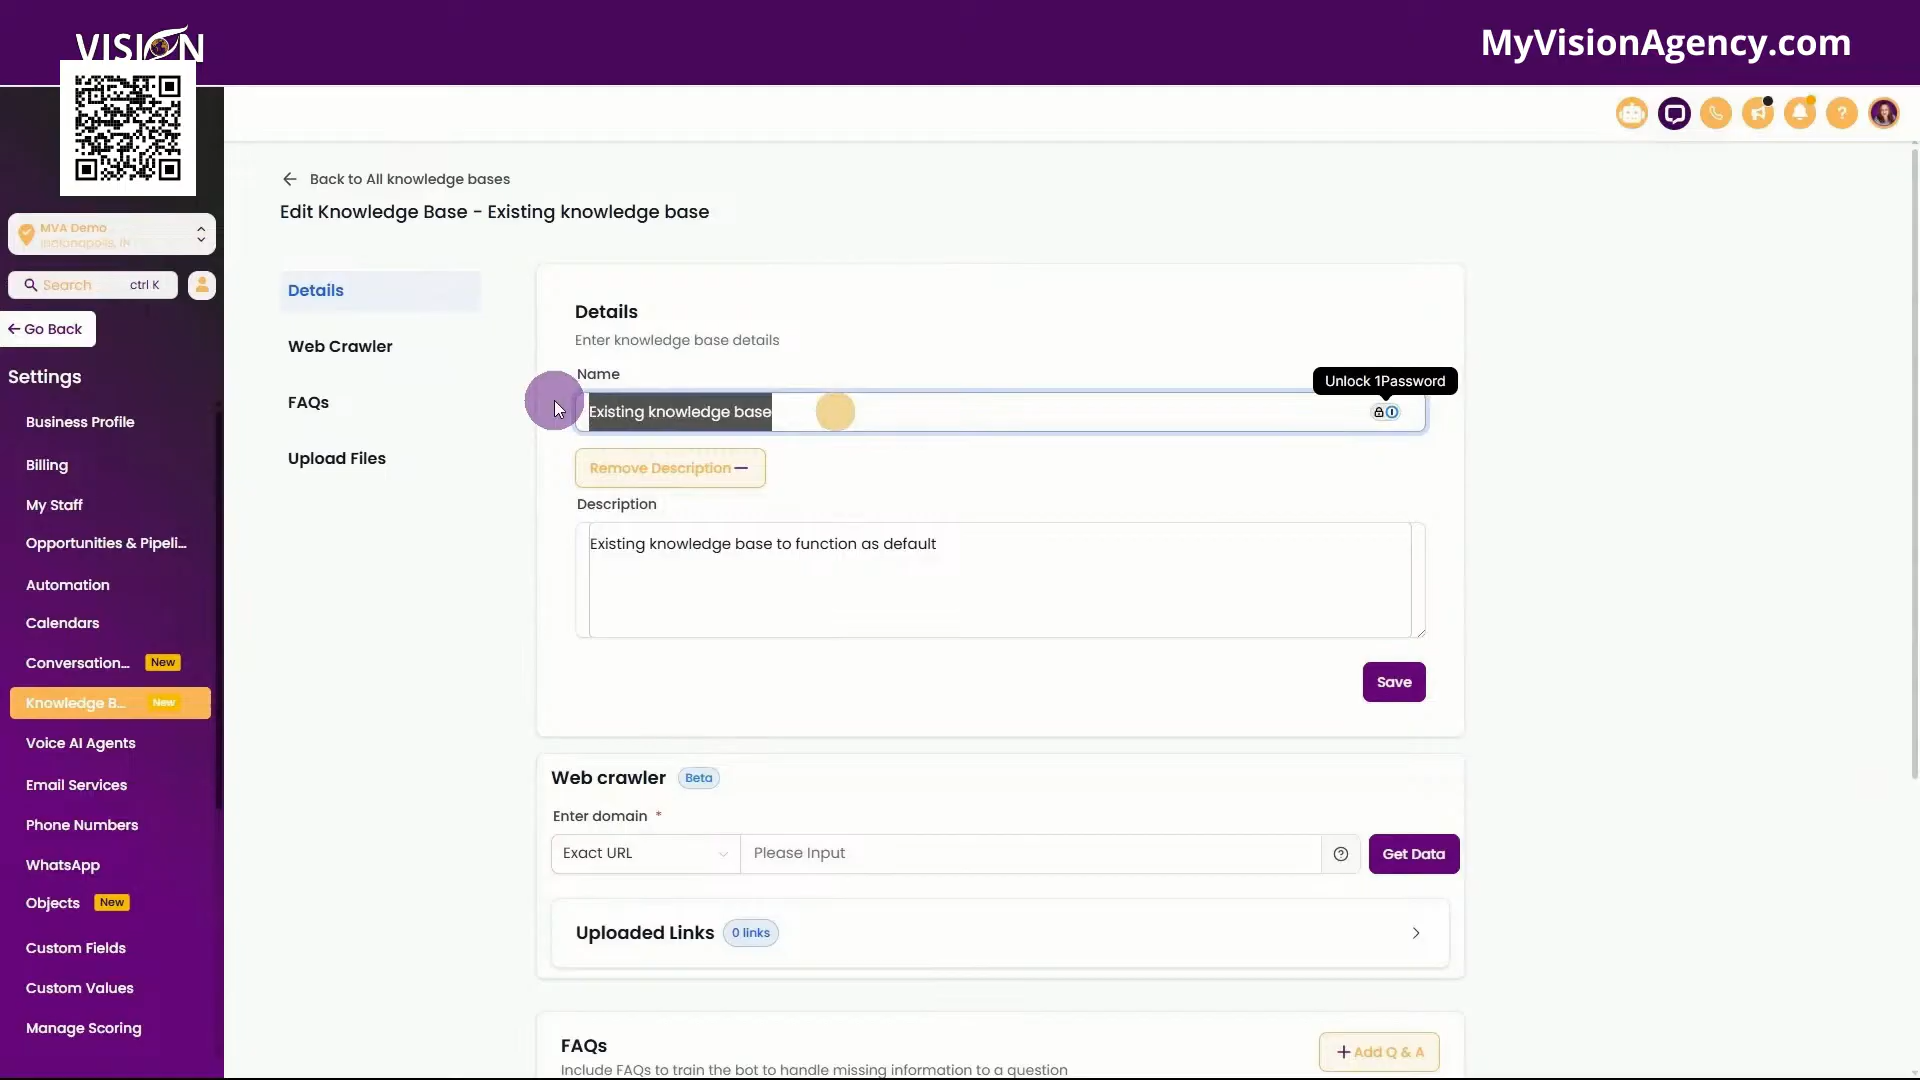 VISION
MyVisionAgency.com
MVA Demo
Indianapolis, IN
Search
ctrl K
← Go Back
Settings
Business Profile
Billing
My Staff
Opportunities & Pipeli...
Automation
Calendars
Conversation... New
Knowledge B... New
Voice AI Agents
Email Services
Phone Numbers
WhatsApp
Objects New
Custom Fields
Custom Values
Manage Scoring
← Back to All knowledge bases
Edit Knowledge Base - Existing knowledge base
Details
Web Crawler
FAQs
Upload Files
Details
Enter knowledge base details
Name
Unlock 1Password
Existing knowledge base
Remove Description —
Description
Existing knowledge base to function as default
Save
Web crawler Beta
Enter domain *
Exact URL
Please Input
Get Data
Uploaded Links 0 links
FAQs
+ Add Q & A
Include FAQs to train the bot to handle missing information to a question